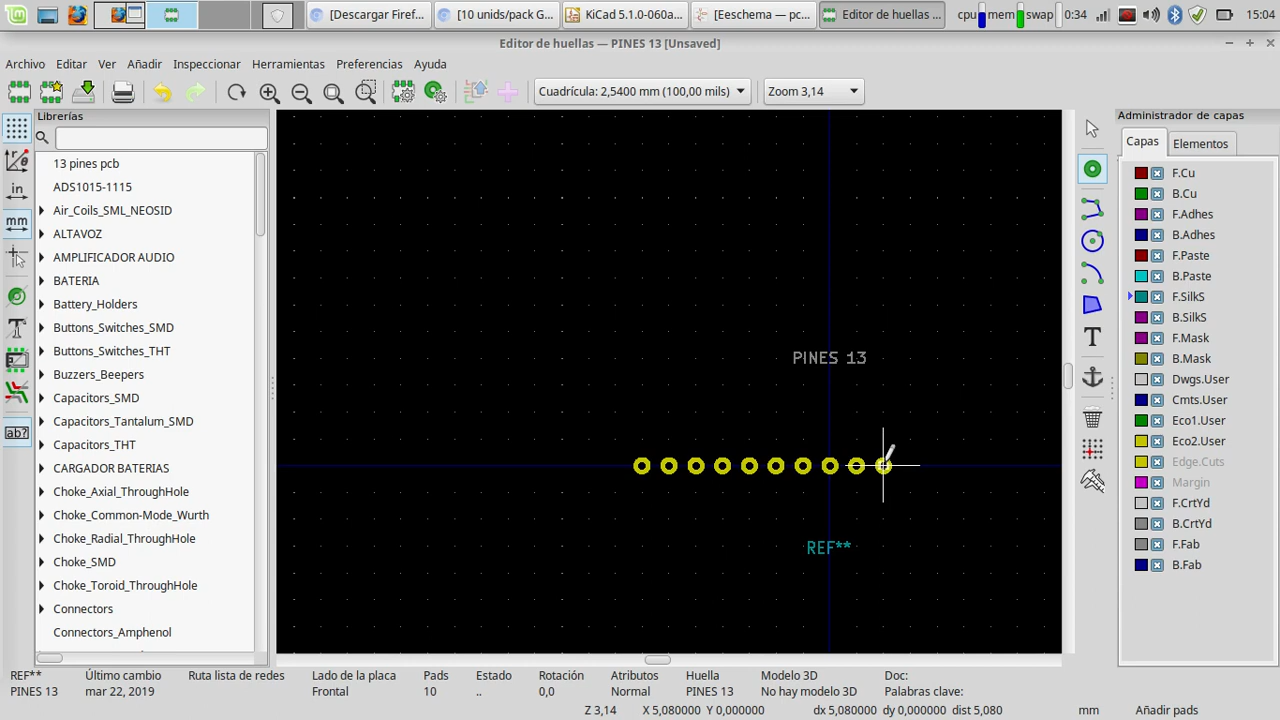 [Descargar Firef...
[10 unids/pack G...
KiCad 5.1.0-060a...
[Eeschema — pc...
Editor de huellas ...
cpu
mem
swap
0:34
15:04
Editor de huellas — PINES 13 [Unsaved]
Archivo
Editar
Ver
Añadir
Inspeccionar
Herramientas
Preferencias
Ayuda
Cuadrícula: 2,5400 mm (100,00 mils)
Zoom 3,14
Librerías
in
mm
ab?
13 pines pcb
ADS1015-1115
Air_Coils_SML_NEOSID
ALTAVOZ
AMPLIFICADOR AUDIO
BATERIA
Battery_Holders
Buttons_Switches_SMD
Buttons_Switches_THT
Buzzers_Beepers
Capacitors_SMD
Capacitors_Tantalum_SMD
Capacitors_THT
CARGADOR BATERIAS
Choke_Axial_ThroughHole
Choke_Common-Mode_Wurth
Choke_Radial_ThroughHole
Choke_SMD
Choke_Toroid_ThroughHole
Connectors
Connectors_Amphenol
PINES 13
REF**
T
Administrador de capas
Capas
Elementos
F.Cu
B.Cu
F.Adhes
B.Adhes
F.Paste
B.Paste
F.SilkS
B.SilkS
F.Mask
B.Mask
Dwgs.User
Cmts.User
Eco1.User
Eco2.User
Edge.Cuts
Margin
F.CrtYd
B.CrtYd
F.Fab
B.Fab
REF** Último cambio Ruta lista de redes Lado de la placa Pads Estado Rotación Atributos Huella Modelo 3D Doc:
PINES 13 mar 22, 2019 Frontal 10 .. 0,0 Normal PINES 13 No hay modelo 3D Palabras clave:
Z 3,14 X 5,080000 Y 0,000000 dx 5,080000 dy 0,000000 dist 5,080 mm Añadir pads